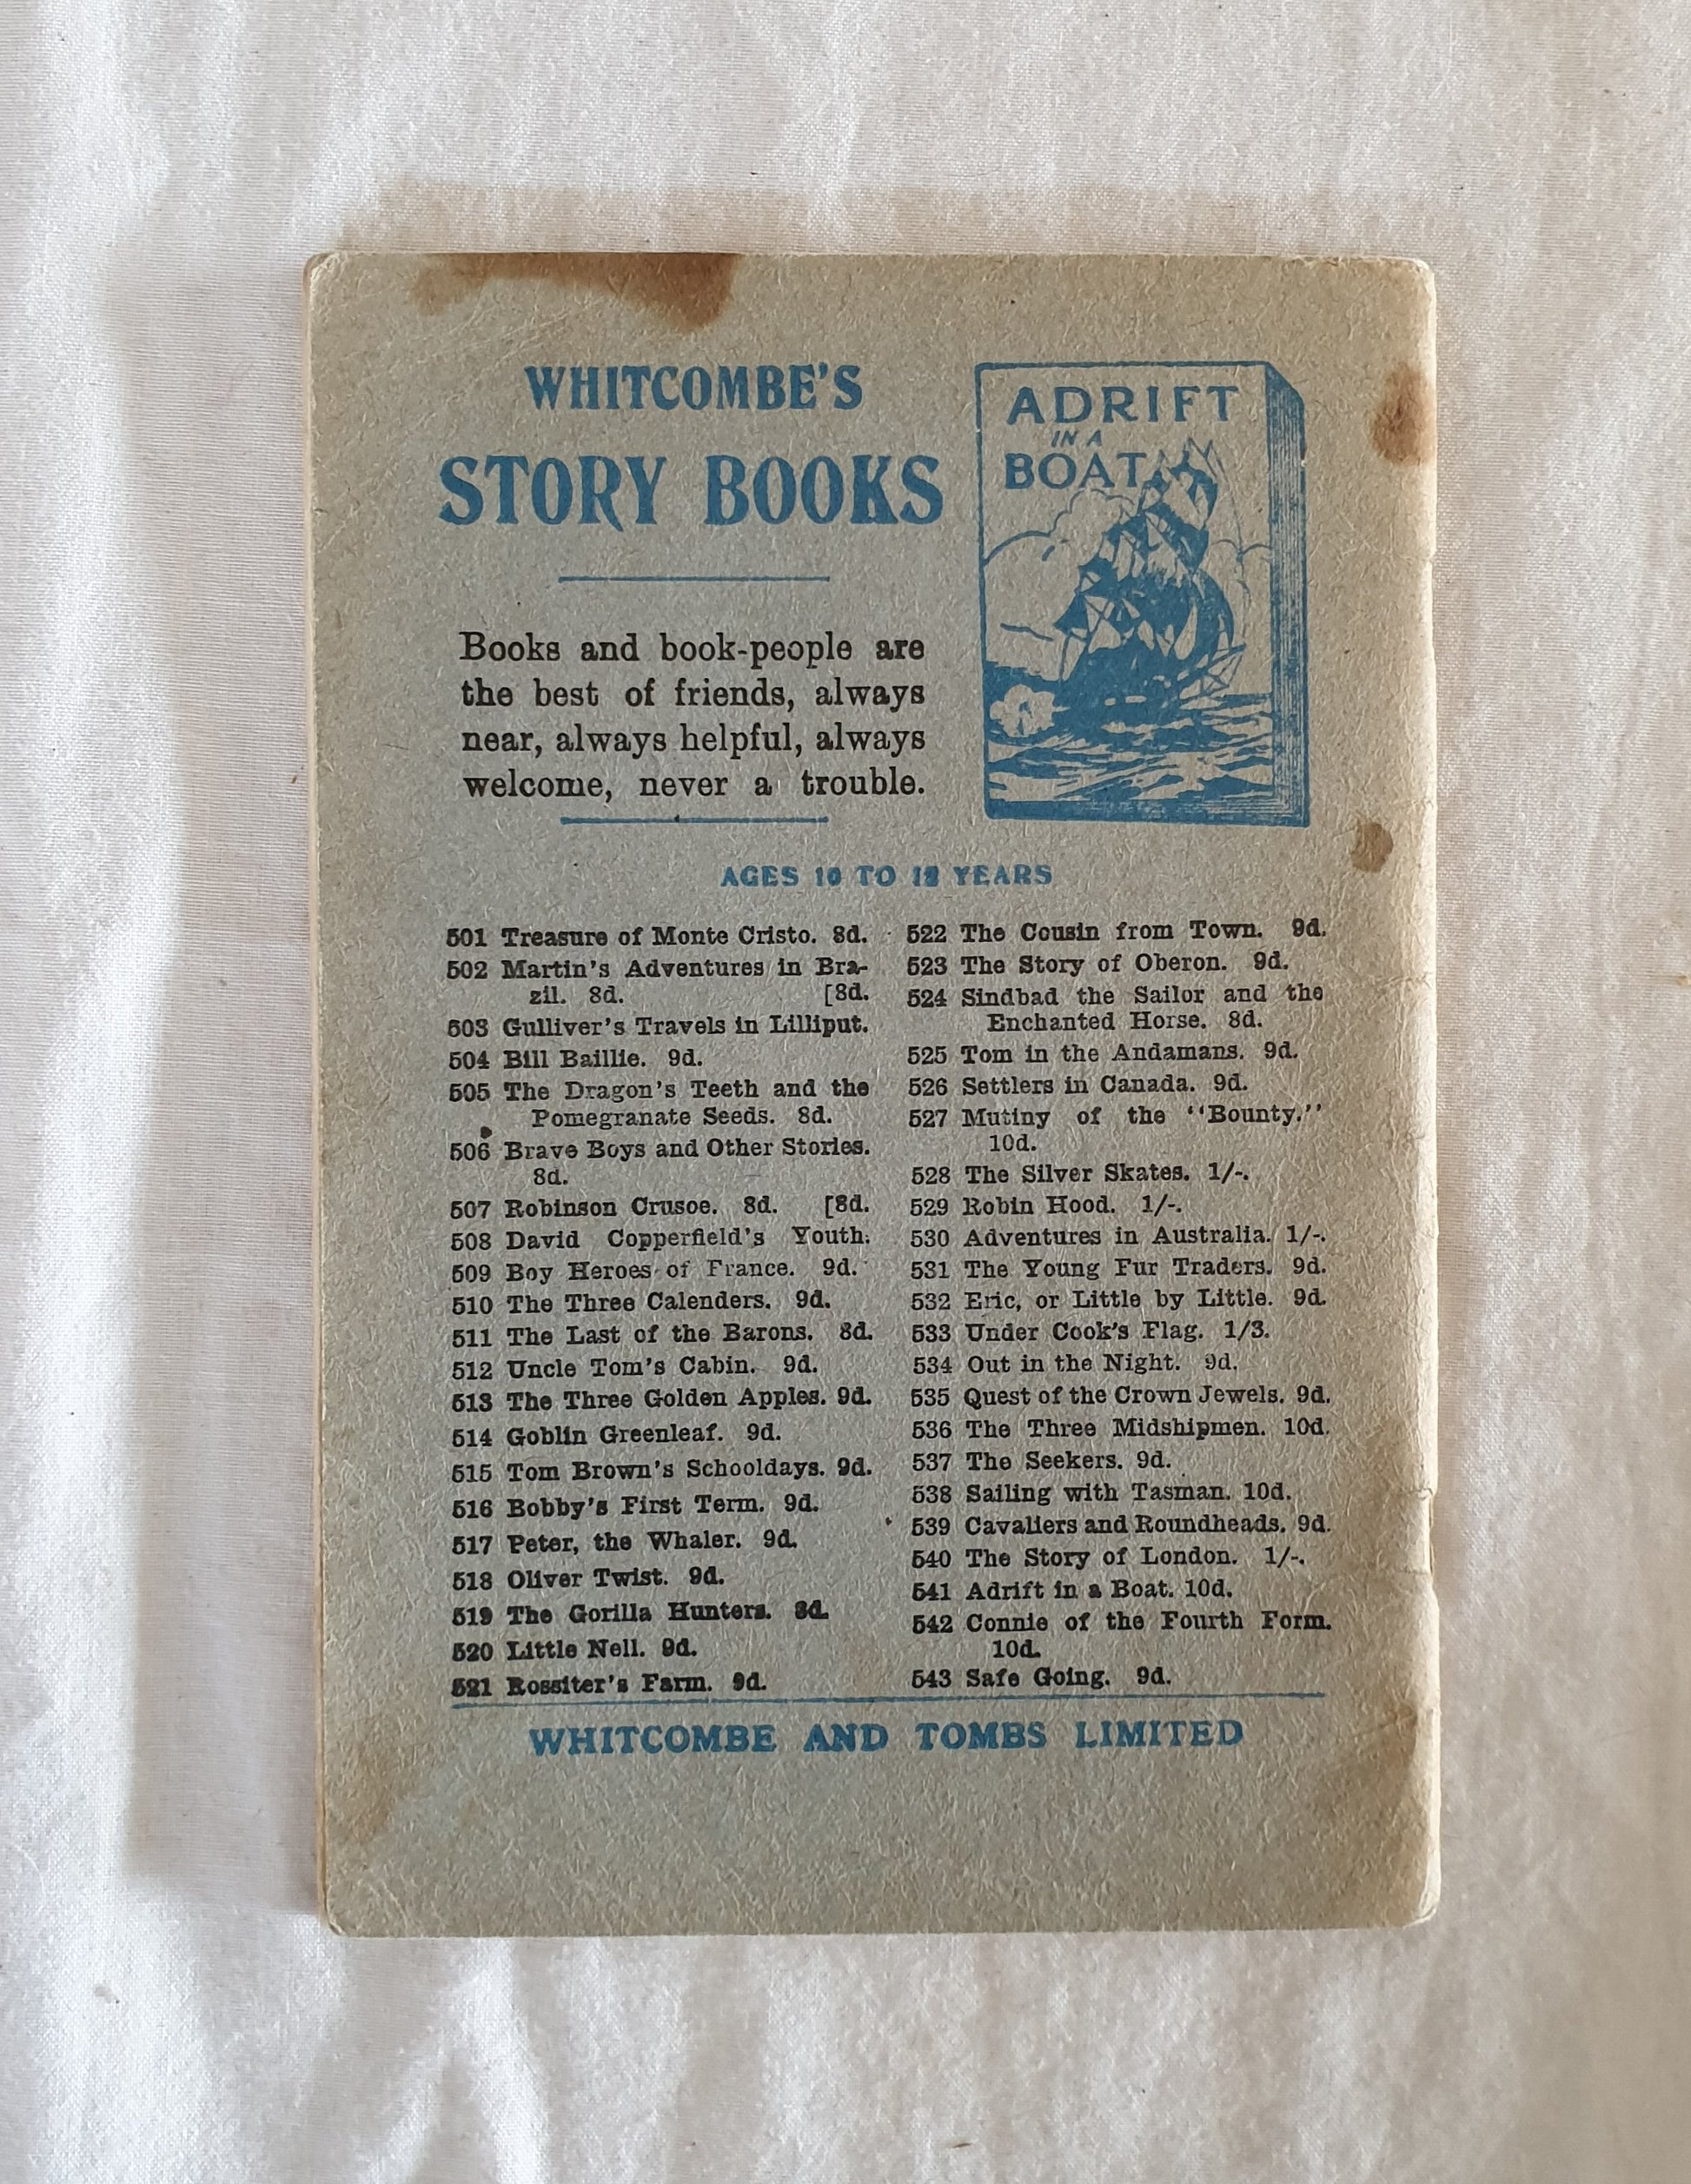 WHITCOMBE'S
STORY BOOKS
Books and book-people are
the best of friends, always
near, always helpful, always
welcome, never a trouble.
ADRIFT
IN A
BOAT
AGES 10 TO 12 YEARS
501 Treasure of Monte Cristo. 8d.
502 Martin's Adventures in Bra-
zil. 8d. [8d.
503 Gulliver's Travels in Lilliput.
504 Bill Baillie. 9d.
505 The Dragon's Teeth and the
Pomegranate Seeds. 8d.
506 Brave Boys and Other Stories.
8d.
507 Robinson Crusoe. 8d. [8d.
508 David Copperfield's Youth.
509 Boy Heroes of France. 9d.
510 The Three Calenders. 9d.
511 The Last of the Barons. 8d.
512 Uncle Tom's Cabin. 9d.
513 The Three Golden Apples. 9d.
514 Goblin Greenleaf. 9d.
515 Tom Brown's Schooldays. 9d.
516 Bobby's First Term. 9d.
517 Peter, the Whaler. 9d.
518 Oliver Twist. 9d.
519 The Gorilla Hunters. 8d.
520 Little Nell. 9d.
521 Rossiter's Farm. 9d.
522 The Cousin from Town. 9d.
523 The Story of Oberon. 9d.
524 Sindbad the Sailor and the
Enchanted Horse. 8d.
525 Tom in the Andamans. 9d.
526 Settlers in Canada. 9d.
527 Mutiny of the "Bounty."
10d.
528 The Silver Skates. 1/-.
529 Robin Hood. 1/-.
530 Adventures in Australia. 1/-.
531 The Young Fur Traders. 9d.
532 Eric, or Little by Little. 9d.
533 Under Cook's Flag. 1/3.
534 Out in the Night. 9d.
535 Quest of the Crown Jewels. 9d.
536 The Three Midshipmen. 10d.
537 The Seekers. 9d.
538 Sailing with Tasman. 10d.
539 Cavaliers and Roundheads. 9d.
540 The Story of London. 1/-.
541 Adrift in a Boat. 10d.
542 Connie of the Fourth Form.
10d.
543 Safe Going. 9d.
WHITCOMBE AND TOMBS LIMITED